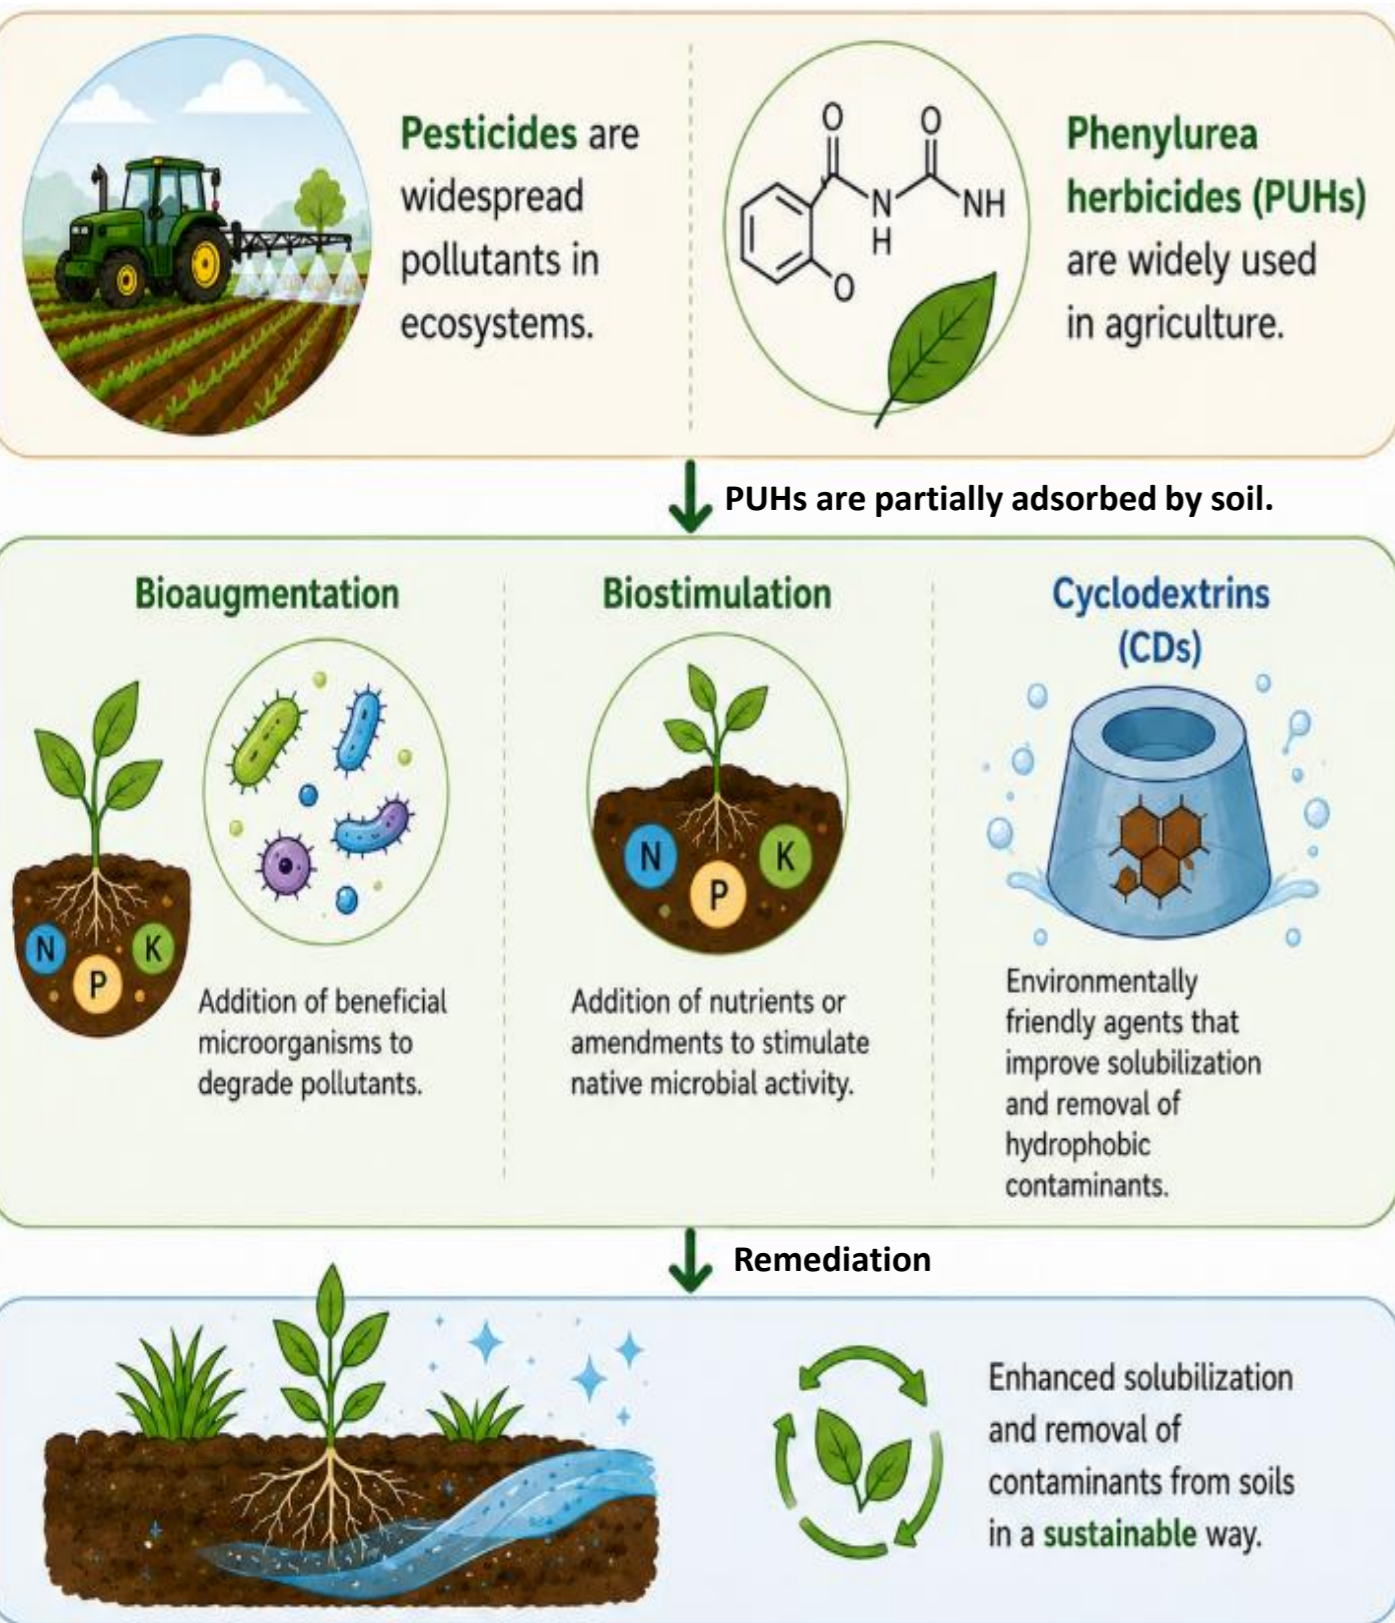 Pesticides are
widespread
pollutants in
ecosystems.
O
O
N
H
NH
O
Phenylurea
herbicides (PUHs)
are widely used
in agriculture.
PUHs are partially adsorbed by soil.
Bioaugmentation
N
P
K
Addition of beneficial
microorganisms to
degrade pollutants.
Biostimulation
N
P
K
Addition of nutrients or
amendments to stimulate
native microbial activity.
Cyclodextrins
(CDs)
Environmentally
friendly agents that
improve solubilization
and removal of
hydrophobic
contaminants.
Remediation
Enhanced solubilization
and removal of
contaminants from soils
in a sustainable way.